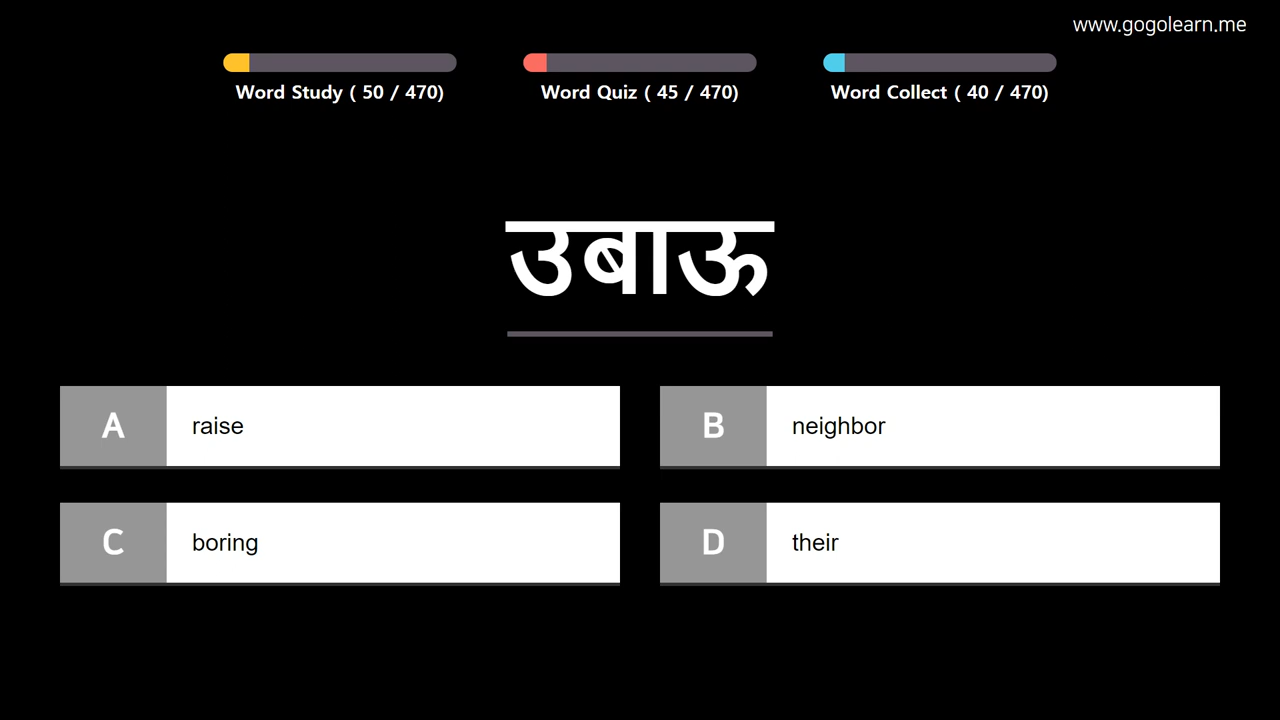 www.gogolearn.me
Word Study ( 50 / 470)
Word Quiz ( 45 / 470)
Word Collect ( 40 / 470)
उबाऊ
A raise
B neighbor
C boring
D their